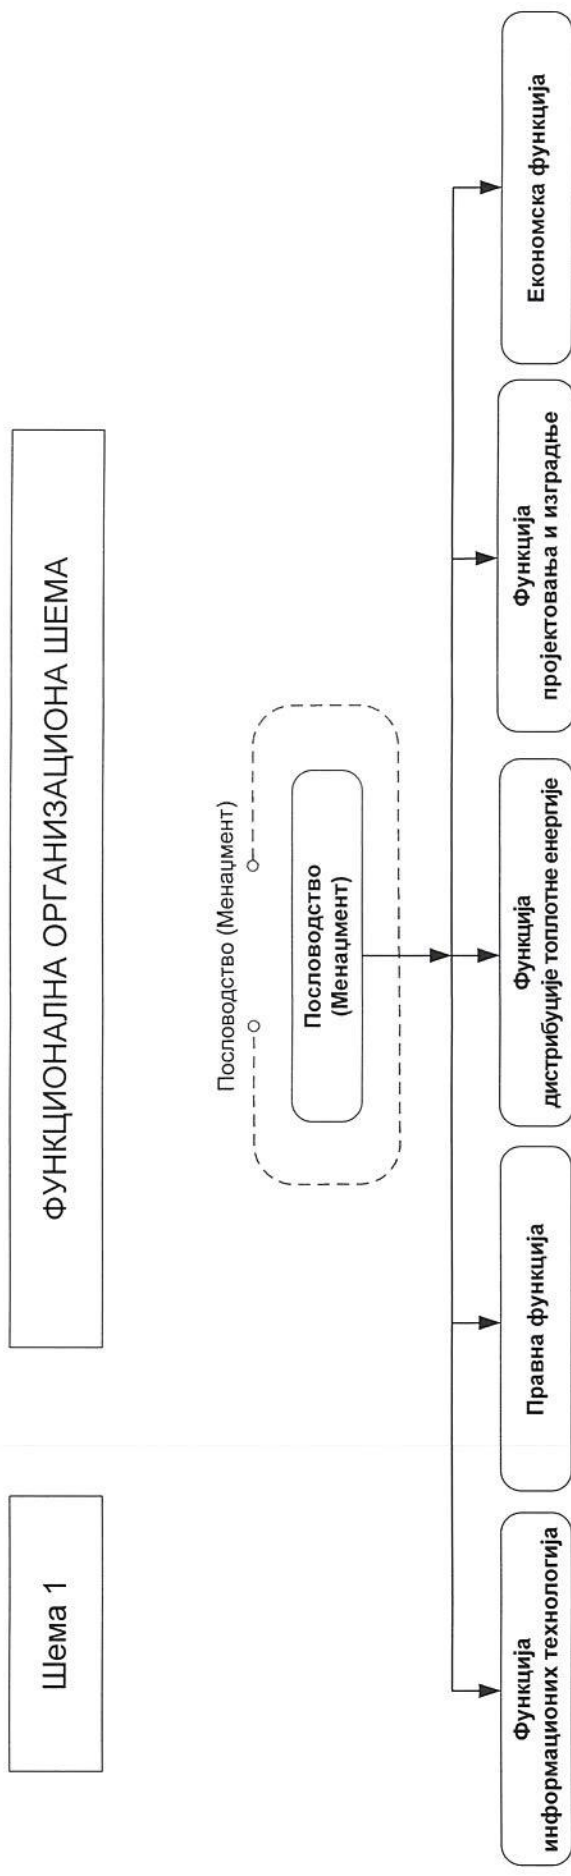 Шема 1
ФУНКЦИОНАЛНА ОРГАНИЗАЦИОНА ШЕМА
Пословодство (Менаџмент)
Пословодство
(Менаџмент)
Функција
информационих технологија
Правна функција
Функција
дистрибуције топлотне енергије
Функција
пројектовања и изградње
Економска функција